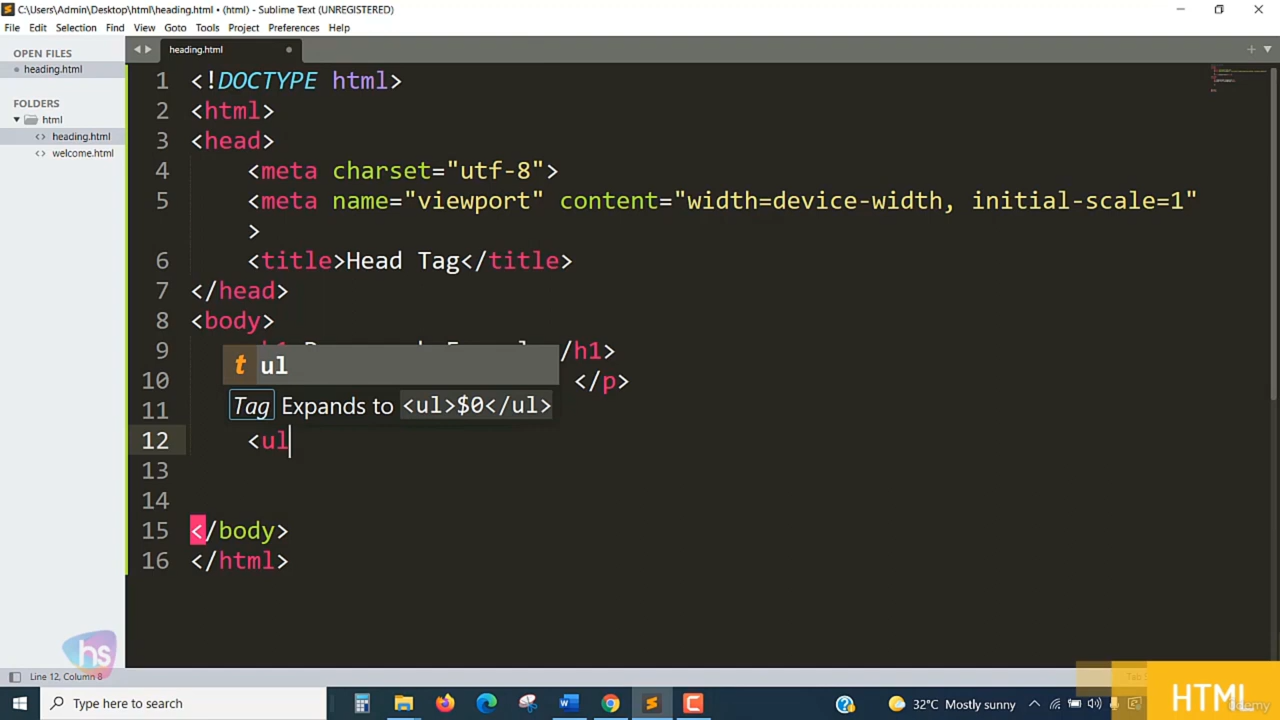 C:\Users\Admin\Desktop\html\heading.html • (html) - Sublime Text (UNREGISTERED)
File Edit Selection Find View Goto Tools Project Preferences Help
OPEN FILES
heading.html
FOLDERS
html
heading.html
welcome.html
heading.html
1 <!DOCTYPE html>
2 <html>
3 <head>
4 <meta charset="utf-8">
5 <meta name="viewport" content="width=device-width, initial-scale=1"
>
6 <title>Head Tag</title>
7 </head>
8 <body>
9 /h1>
t ul
10 </p>
Tag Expands to <ul>$0</ul>
11
12 <ul
13
14
15 </body>
16 </html>
hs
Line 12, Column 8
Type here to search
32°C Mostly sunny
HTML
Udemy